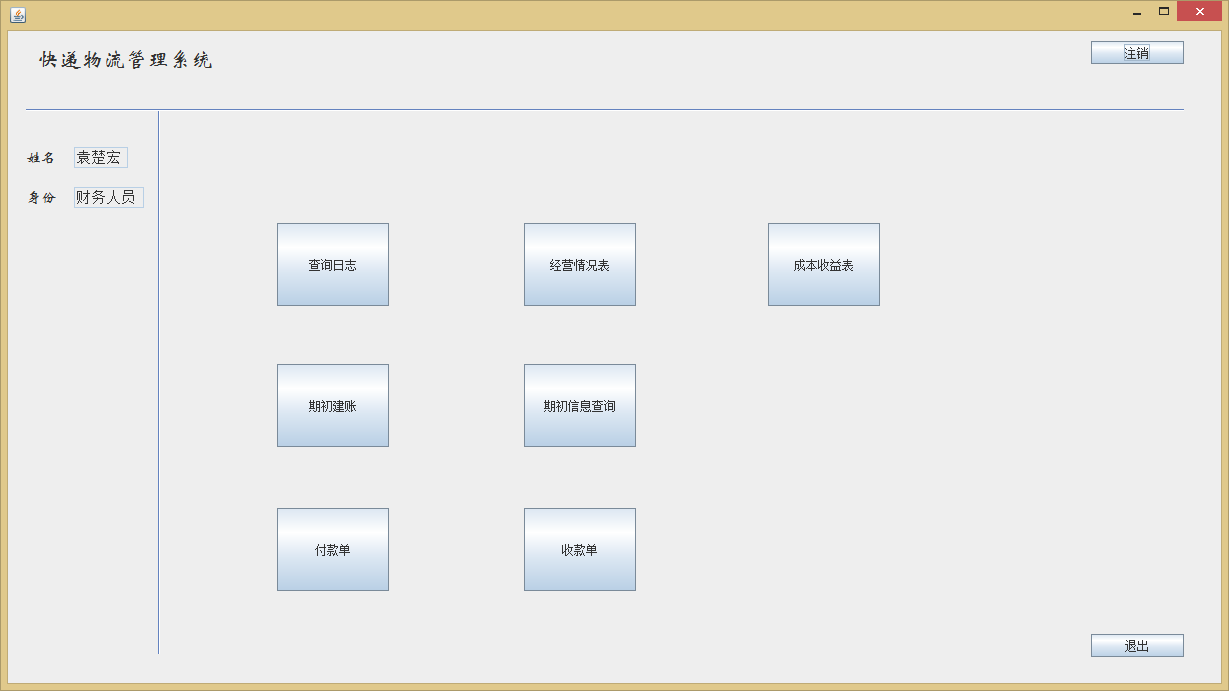 快递物流管理系统
注销
姓名 袁楚宏
身份 财务人员
查询日志 经营情况表 成本收益表
期初建账 期初信息查询
付款单 收款单
退出